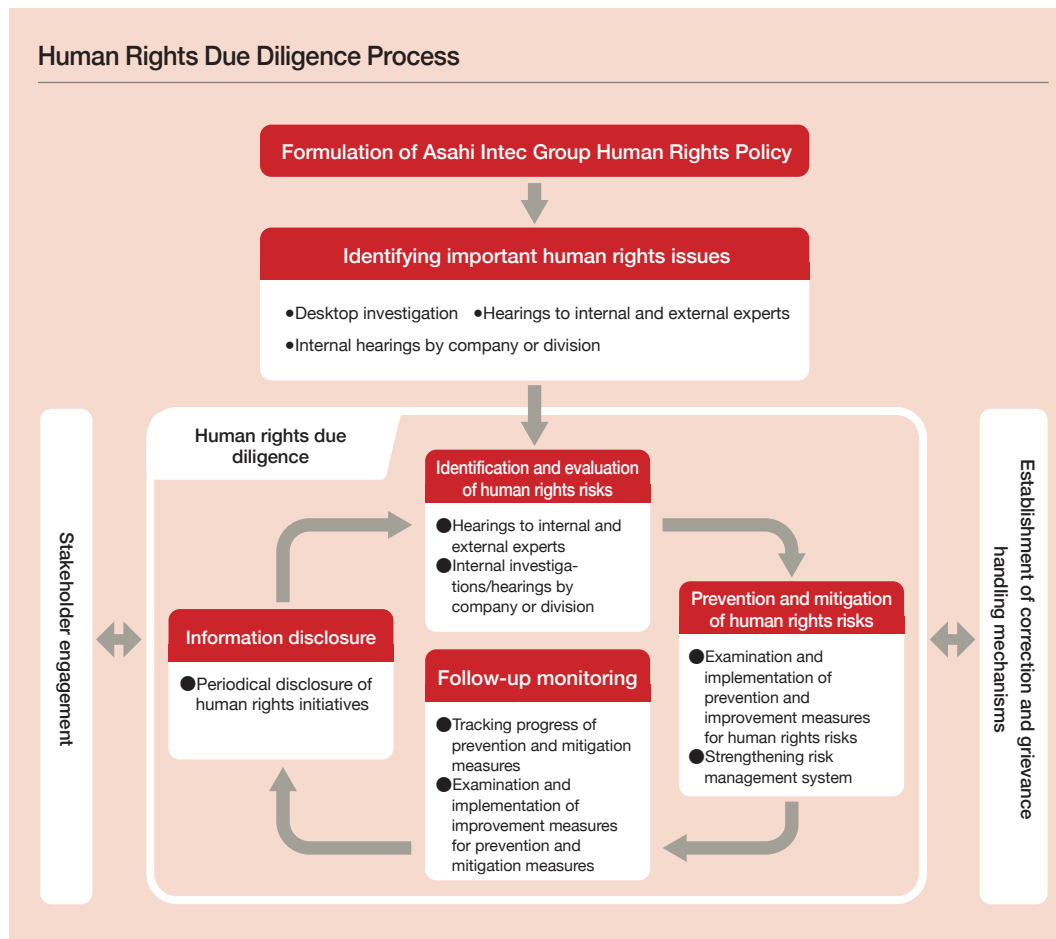 Human Rights Due Diligence Process
Formulation of Asahi Intec Group Human Rights Policy
Identifying important human rights issues
●Desktop investigation ●Hearings to internal and external experts
●Internal hearings by company or division
Stakeholder engagement
Human rights due
diligence
Identification and evaluation
of human rights risks
●Hearings to internal and
external experts
●Internal investiga-
tions/hearings by
company or division
Prevention and mitigation
of human rights risks
●Examination and
implementation of
prevention and
improvement measures
for human rights risks
●Strengthening risk
management system
Follow-up monitoring
●Tracking progress of
prevention and mitigation
measures
●Examination and
implementation of
improvement measures
for prevention and
mitigation measures
Information disclosure
●Periodical disclosure of
human rights initiatives
Establishment of correction and grievance
handling mechanisms